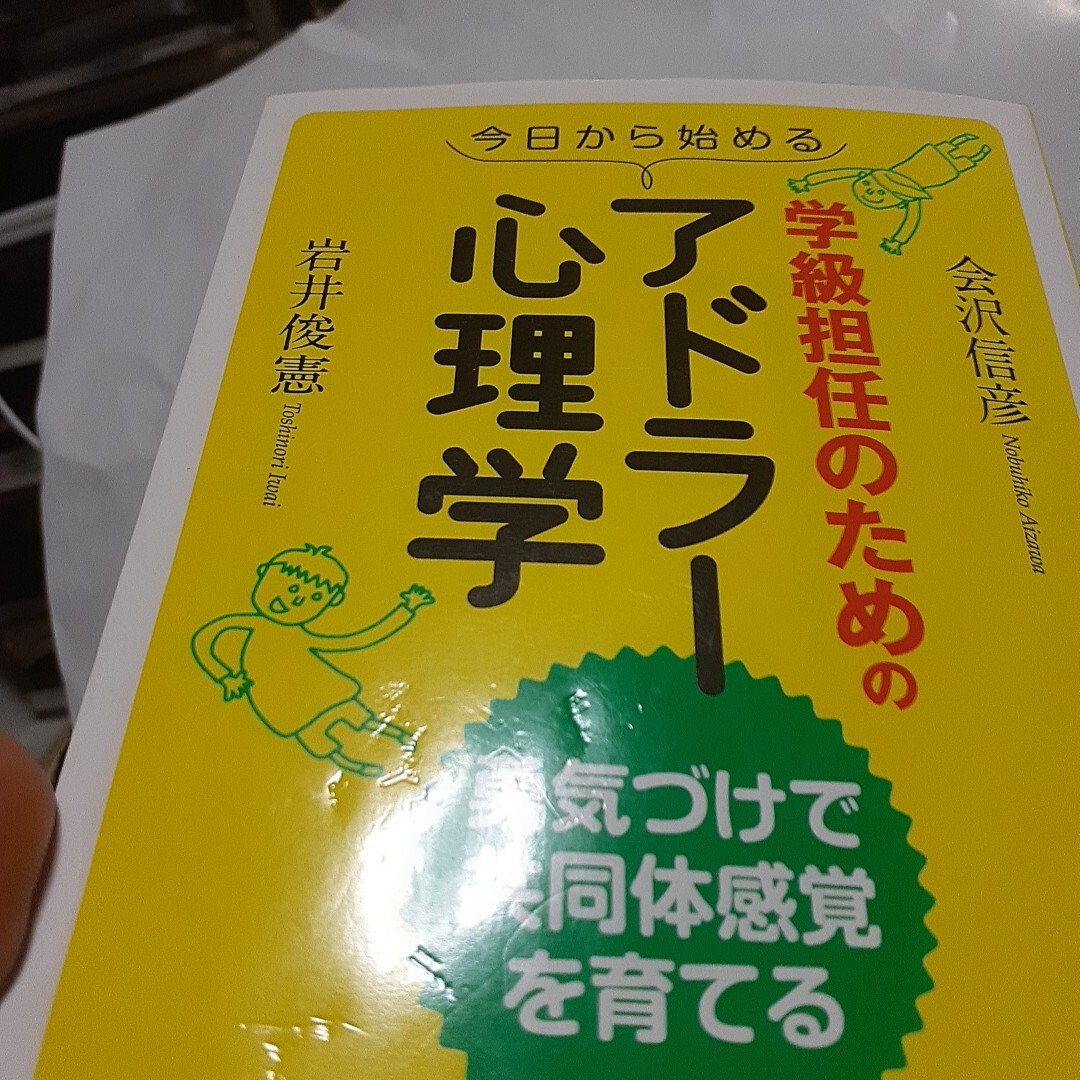 今日から始める
会沢信彦
Nobuhiko Aizawa
学級担任のための
アドラー
心理学
岩井俊憲
Toshinori Iwai
勇気づけで
共同体感覚
を育てる